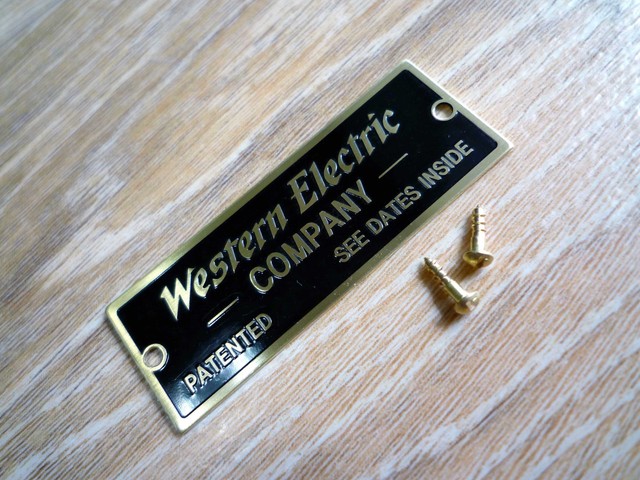 Western Electric
— COMPANY —
PATENTED SEE DATES INSIDE